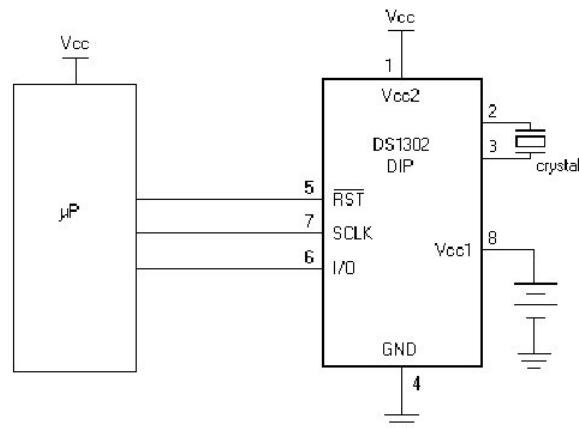 Vcc
Vcc
1
Vcc2
2
DS1302
DIP
3
crystal
µP
5
RST
7
SCLK
6
I/O
Vcc1
8
GND
4